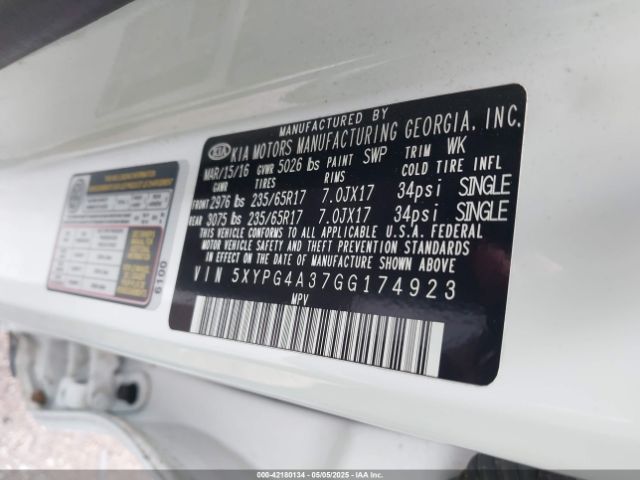 MANUFACTURED BY
KIA KIA MOTORS MANUFACTURING GEORGIA, INC.
MAR/15/16 GVWR 5026 lbs PAINT SWP TRIM WK
GAWR TIRES RIMS COLD TIRE INFL
FRONT 2976 lbs 235/65R17 7.0JX17 34psi SINGLE
REAR 3075 lbs 235/65R17 7.0JX17 34psi SINGLE
THIS VEHICLE CONFORMS TO ALL APPLICABLE U.S.A. FEDERAL
MOTOR VEHICLE SAFETY AND THEFT PREVENTION STANDARDS
IN EFFECT ON THE DATE OF MANUFACTURE SHOWN ABOVE.
VIN 5XYPG4A37GG174923
MPV
6100
000-42180134 - 05/05/2025 - IAAI.COM